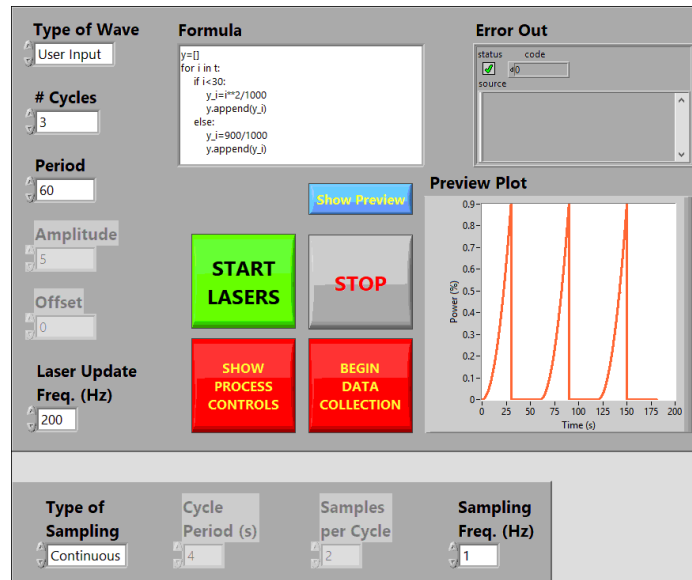 Type of Wave
User Input
Formula
y=[]
for i in t:
if i<30:
y_i=i**2/1000
y.append(y_i)
else:
y_i=900/1000
y.append(y_i)
Error Out
status
code
d0
source
# Cycles
3
Period
60
Amplitude
5
Offset
0
Laser Update
Freq. (Hz)
200
Show Preview
START
LASERS
STOP
SHOW
PROCESS
CONTROLS
BEGIN
DATA
COLLECTION
Preview Plot
Power (%)
0.9
0.8
0.7
0.6
0.5
0.4
0.3
0.2
0.1
0
0 25 50 75 100 125 150 175 200
Time (s)
Type of
Sampling
Continuous
Cycle
Period (s)
4
Samples
per Cycle
2
Sampling
Freq. (Hz)
1